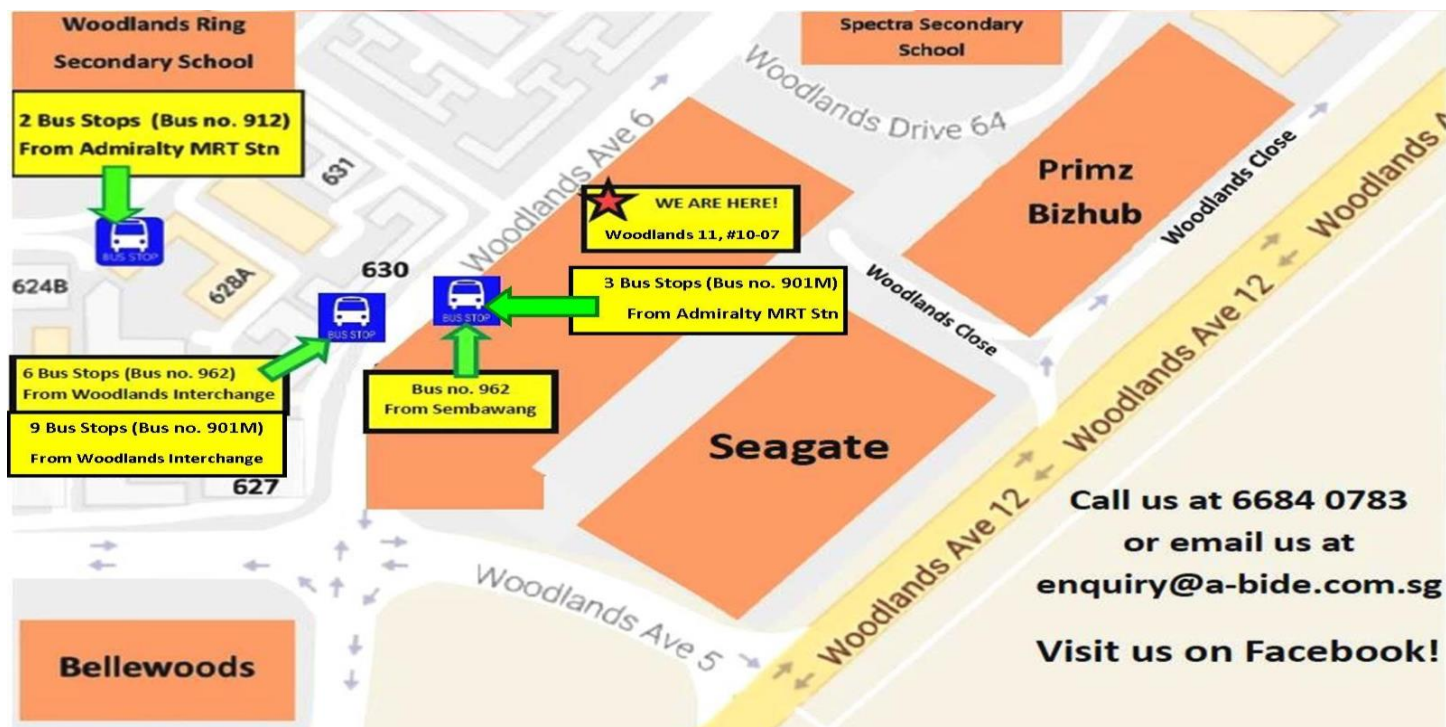 Woodlands Ring
Secondary School
Spectra Secondary
School
2 Bus Stops (Bus no. 912)
From Admiralty MRT Stn
Woodlands Drive 64
Woodlands Ave 6
631
Primz
Bizhub
Woodlands Close
Woodlands A
WE ARE HERE!
Woodlands 11, #10-07
BUS STOP
624B
628A
630
3 Bus Stops (Bus no. 901M)
From Admiralty MRT Stn
Woodlands Close
BUS STOP
BUS STOP
Woodlands Ave 12
6 Bus Stops (Bus no. 962)
From Woodlands Interchange
Bus no. 962
From Sembawang
9 Bus Stops (Bus no. 901M)
From Woodlands Interchange
Seagate
627
Woodlands Ave 12
Call us at 6684 0783
or email us at
enquiry@a-bide.com.sg
Woodlands Ave 5
Visit us on Facebook!
Bellewoods